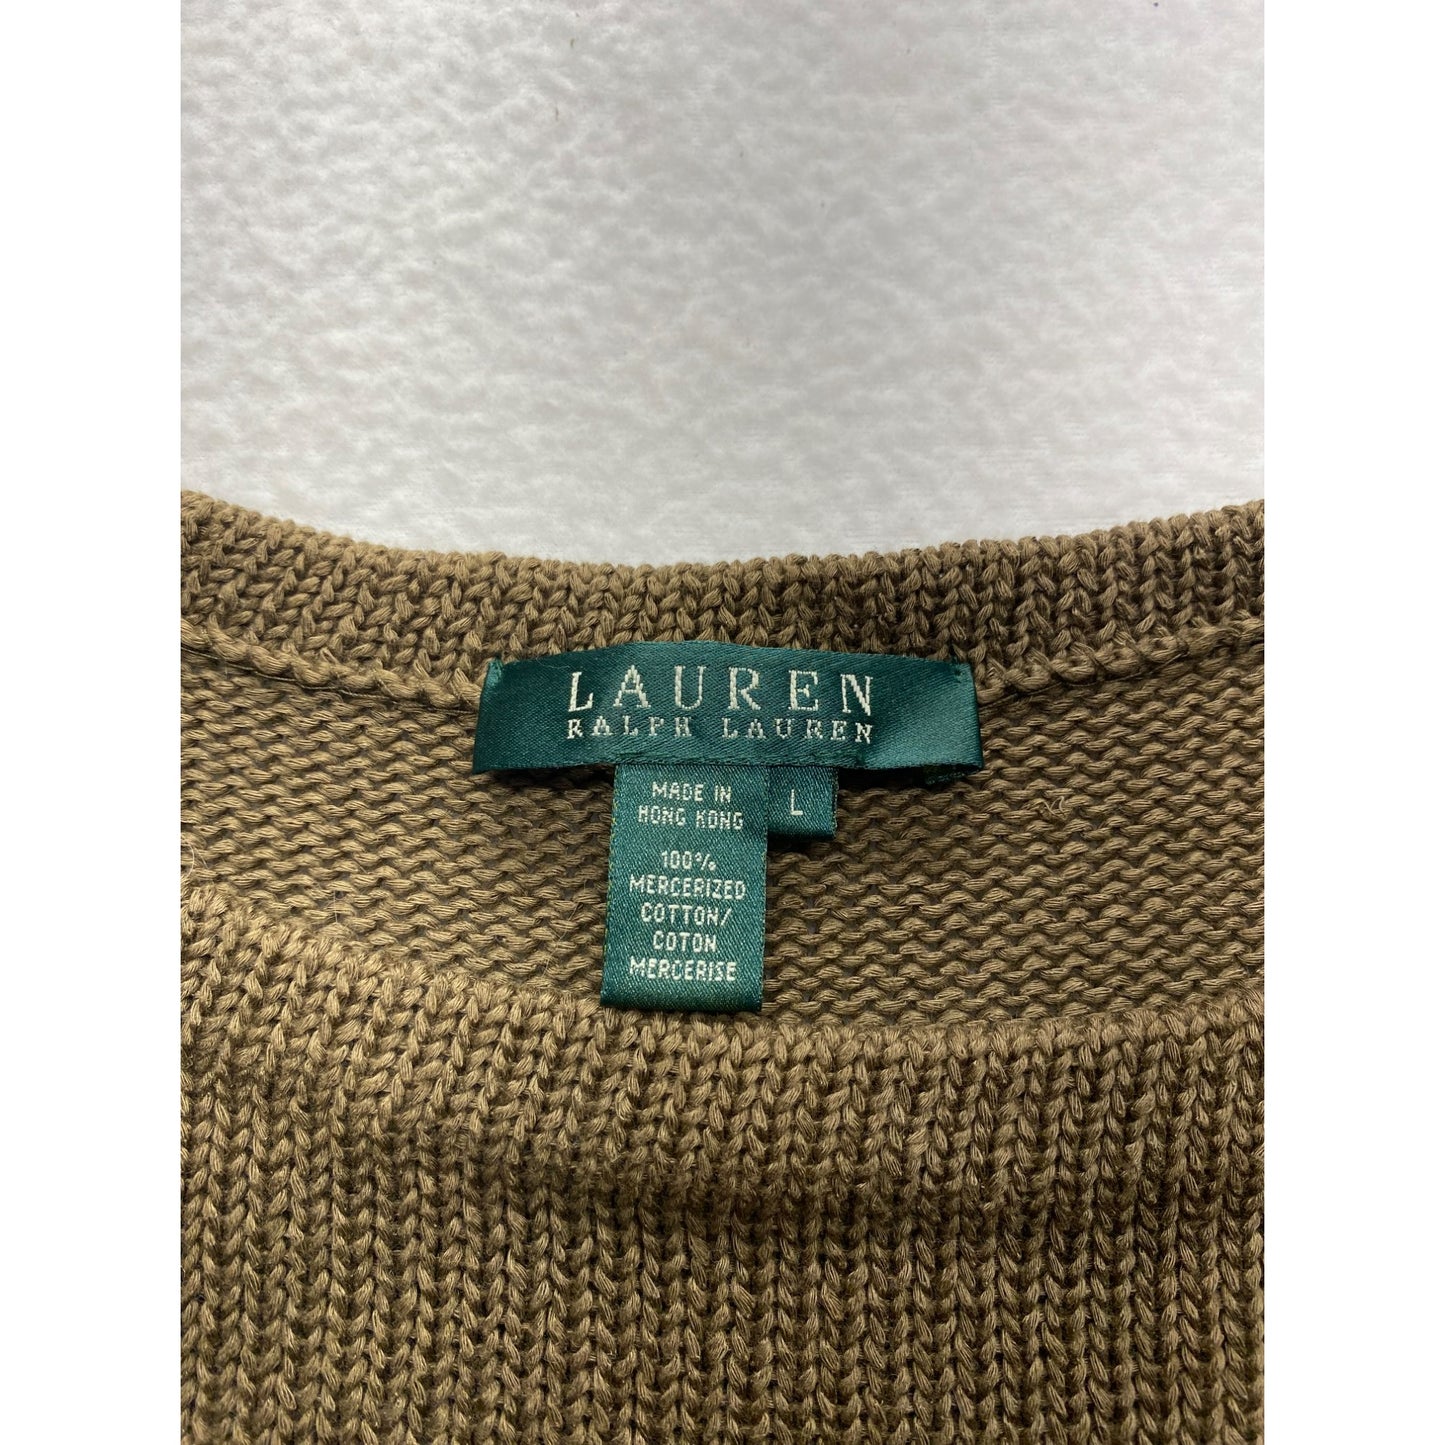 LAUREN
RALPH LAUREN
MADE IN
HONG KONG
L
100%
MERCERIZED
COTTON/
COTON
MERCERISE